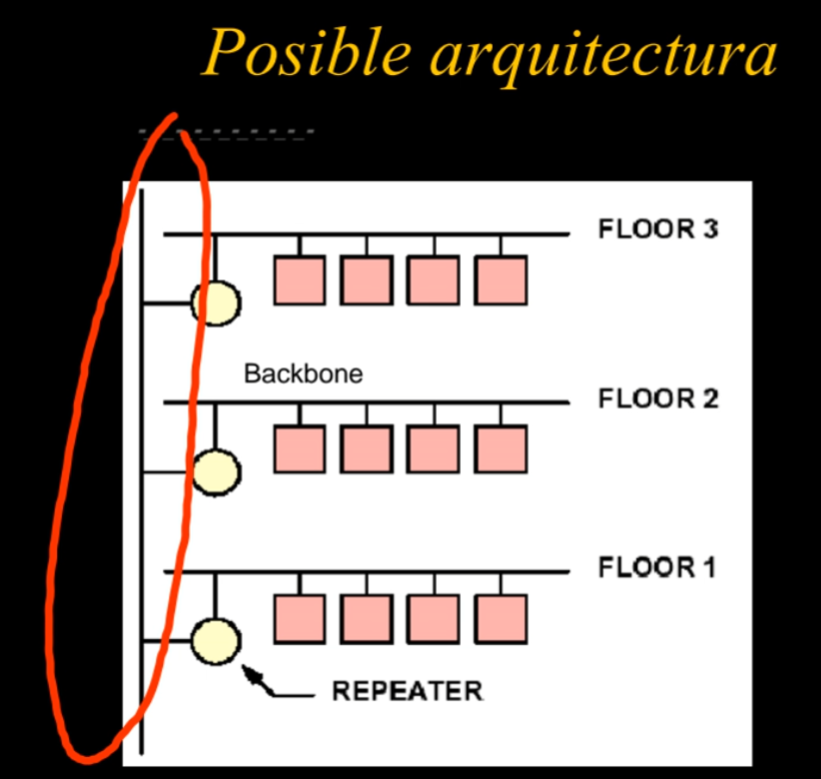 Posible arquitectura
FLOOR 3
Backbone
FLOOR 2
FLOOR 1
REPEATER